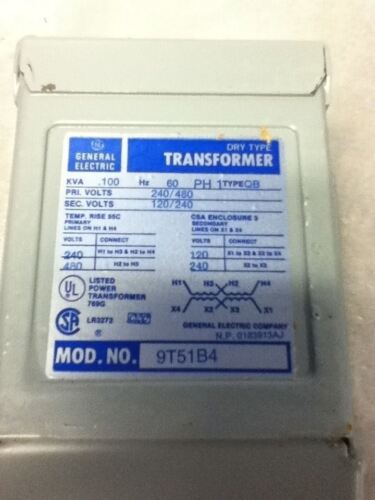 GE
GENERAL ELECTRIC
DRY TYPE
TRANSFORMER
KVA .100 Hz 60 PH 1 TYPE QB
PRI. VOLTS 240/480
SEC. VOLTS 120/240
TEMP. RISE 95C CSA ENCLOSURE 3
PRIMARY SECONDARY
LINES ON H1 & H4 LINES ON X1 & X4
VOLTS CONNECT VOLTS CONNECT
240 H1 to H3 & H2 to H4 120 X1 to X3 & X2 to X4
480 H2 to H3 240 X2 to X3
UL LISTED POWER TRANSFORMER 769G
H1 H3 H2 H4
X4 X2 X3 X1
SA LR3273
®
GENERAL ELECTRIC COMPANY
N.P. 0183913AJ
MOD. NO. 9T51B4